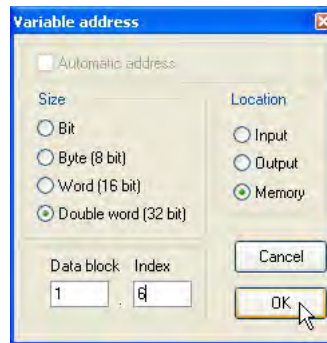 Variable address
Automatic address
Size
Bit
Byte (8 bit)
Word (16 bit)
Double word (32 bit)
Location
Input
Output
Memory
Data block Index
1 . 6
Cancel
OK